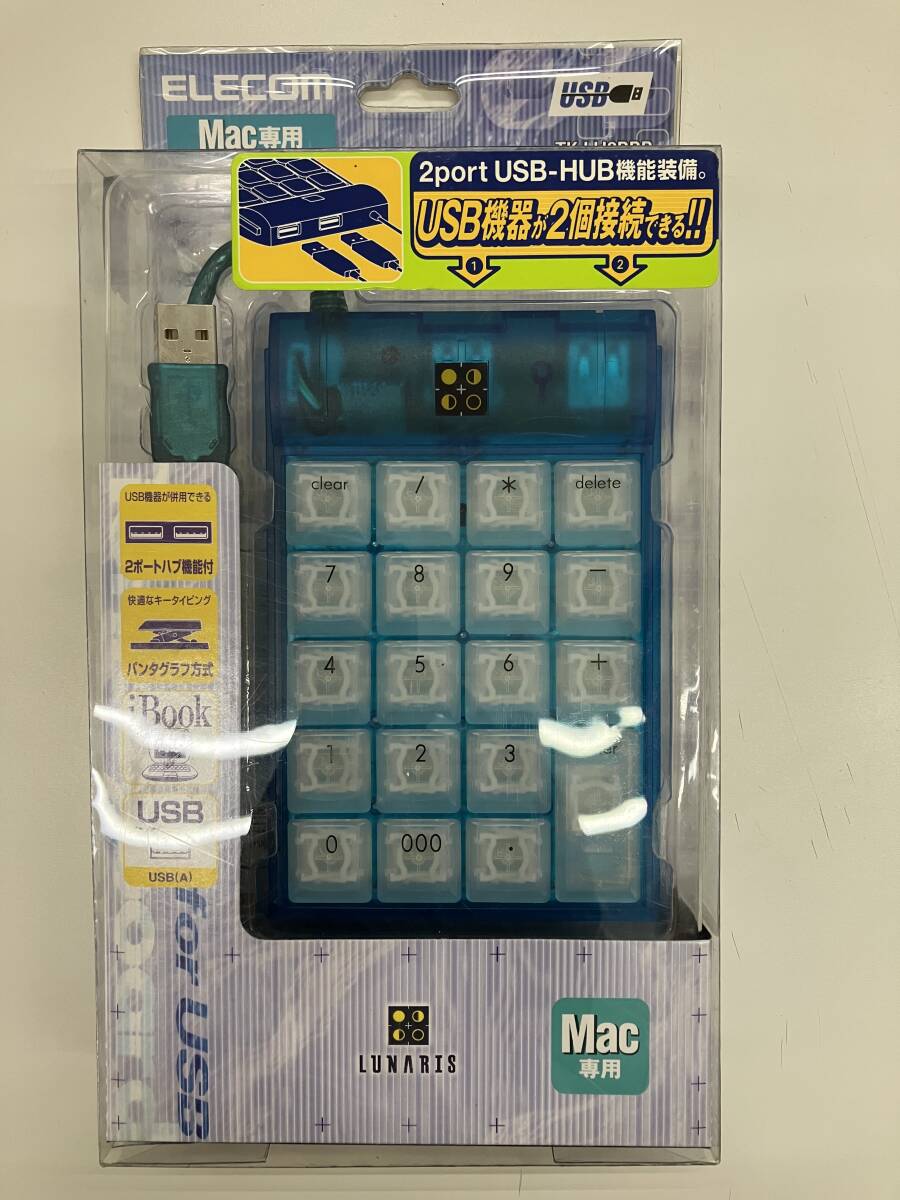 ELECOM
USB
Mac専用
2port USB-HUB機能装備。
USB機器が2個接続できる!!
1
2
clear
/
*
delete
7
8
9
−
4
5
6
+
1
2
3
0
000
.
USB機器が併用できる
2ポートハブ機能付
快適なキータイピング
パンタグラフ方式
iBook
USB
USB(A)
for USB
LUNARIS
Mac
専用